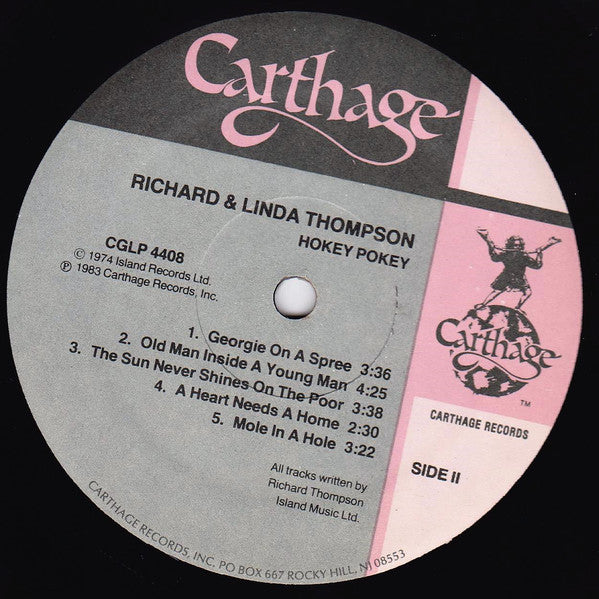 Carthage
RICHARD & LINDA THOMPSON
HOKEY POKEY
CGLP 4408
© 1974 Island Records Ltd.
℗ 1983 Carthage Records, Inc.
1. Georgie On A Spree 3:36
2. Old Man Inside A Young Man 4:25
3. The Sun Never Shines On The Poor 3:38
4. A Heart Needs A Home 2:30
5. Mole In A Hole 3:22
All tracks written by
Richard Thompson
Island Music Ltd.
Carthage
TM
CARTHAGE RECORDS
SIDE II
CARTHAGE RECORDS, INC. PO BOX 667 ROCKY HILL, NJ 08553